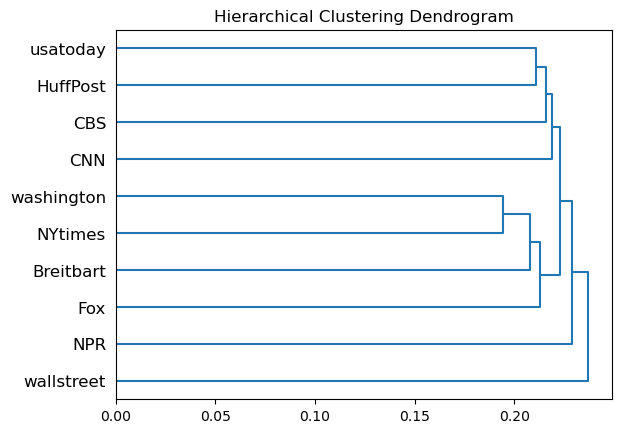 Hierarchical Clustering Dendrogram
usatoday
HuffPost
CBS
CNN
washington
NYtimes
Breitbart
Fox
NPR
wallstreet
0.00 0.05 0.10 0.15 0.20